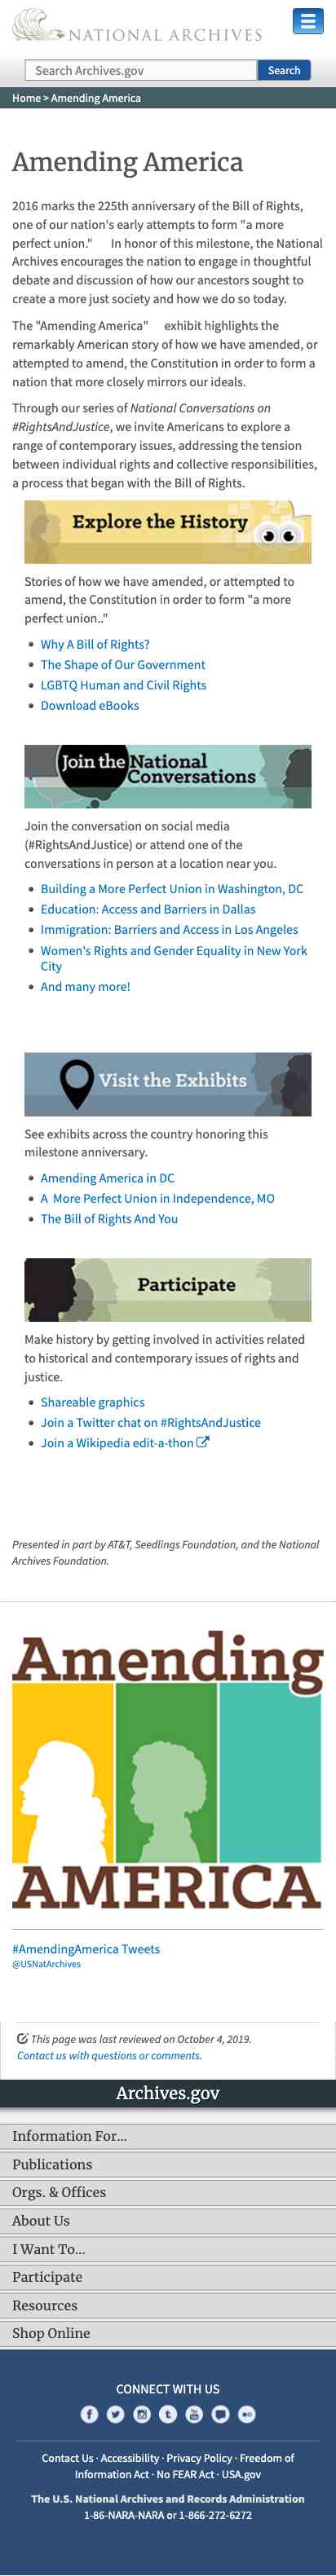 NATIONAL ARCHIVES
Search Archives.gov
Search
Home > Amending America
Amending America
2016 marks the 225th anniversary of the Bill of Rights,
one of our nation's early attempts to form "a more
perfect union." In honor of this milestone, the National
Archives encourages the nation to engage in thoughtful
debate and discussion of how our ancestors sought to
create a more just society and how we do so today.
The "Amending America" exhibit highlights the
remarkably American story of how we have amended, or
attempted to amend, the Constitution in order to form a
nation that more closely mirrors our ideals.
Through our series of National Conversations on
#RightsAndJustice, we invite Americans to explore a
range of contemporary issues, addressing the tension
between individual rights and collective responsibilities,
a process that began with the Bill of Rights.
Explore the History
Stories of how we have amended, or attempted to
amend, the Constitution in order to form "a more
perfect union.."
Why A Bill of Rights?
The Shape of Our Government
LGBTQ Human and Civil Rights
Download eBooks
Join the National
Conversations
Join the conversation on social media
(#RightsAndJustice) or attend one of the
conversations in person at a location near you.
Building a More Perfect Union in Washington, DC
Education: Access and Barriers in Dallas
Immigration: Barriers and Access in Los Angeles
Women's Rights and Gender Equality in New York
City
And many more!
Visit the Exhibits
See exhibits across the country honoring this
milestone anniversary.
Amending America in DC
A More Perfect Union in Independence, MO
The Bill of Rights And You
Participate
Make history by getting involved in activities related
to historical and contemporary issues of rights and
justice.
Shareable graphics
Join a Twitter chat on #RightsAndJustice
Join a Wikipedia edit-a-thon
Presented in part by AT&T, Seedlings Foundation, and the National
Archives Foundation.
Amending
AMERICA
#AmendingAmerica Tweets
@USNatArchives
This page was last reviewed on October 4, 2019.
Contact us with questions or comments.
Archives.gov
Information For...
Publications
Orgs. & Offices
About Us
I Want To...
Participate
Resources
Shop Online
CONNECT WITH US
Contact Us · Accessibility · Privacy Policy · Freedom of
Information Act · No FEAR Act · USA.gov
The U.S. National Archives and Records Administration
1-86-NARA-NARA or 1-866-272-6272